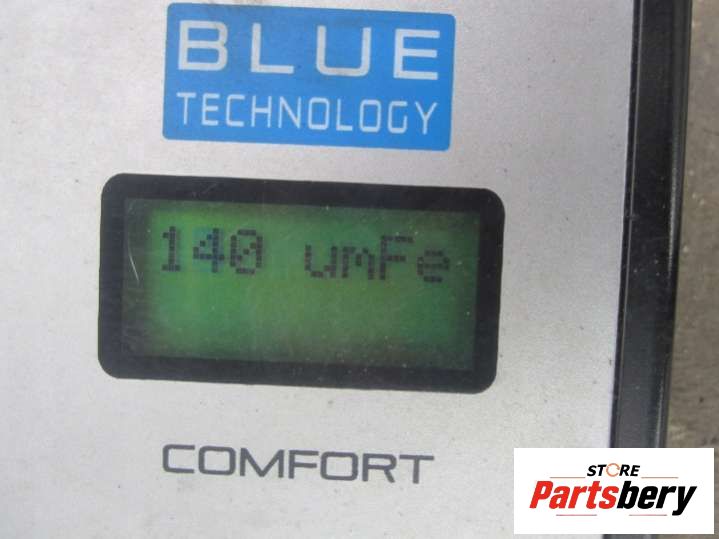 BLUE
TECHNOLOGY
140 umFe
COMFORT
STORE
Partsbery